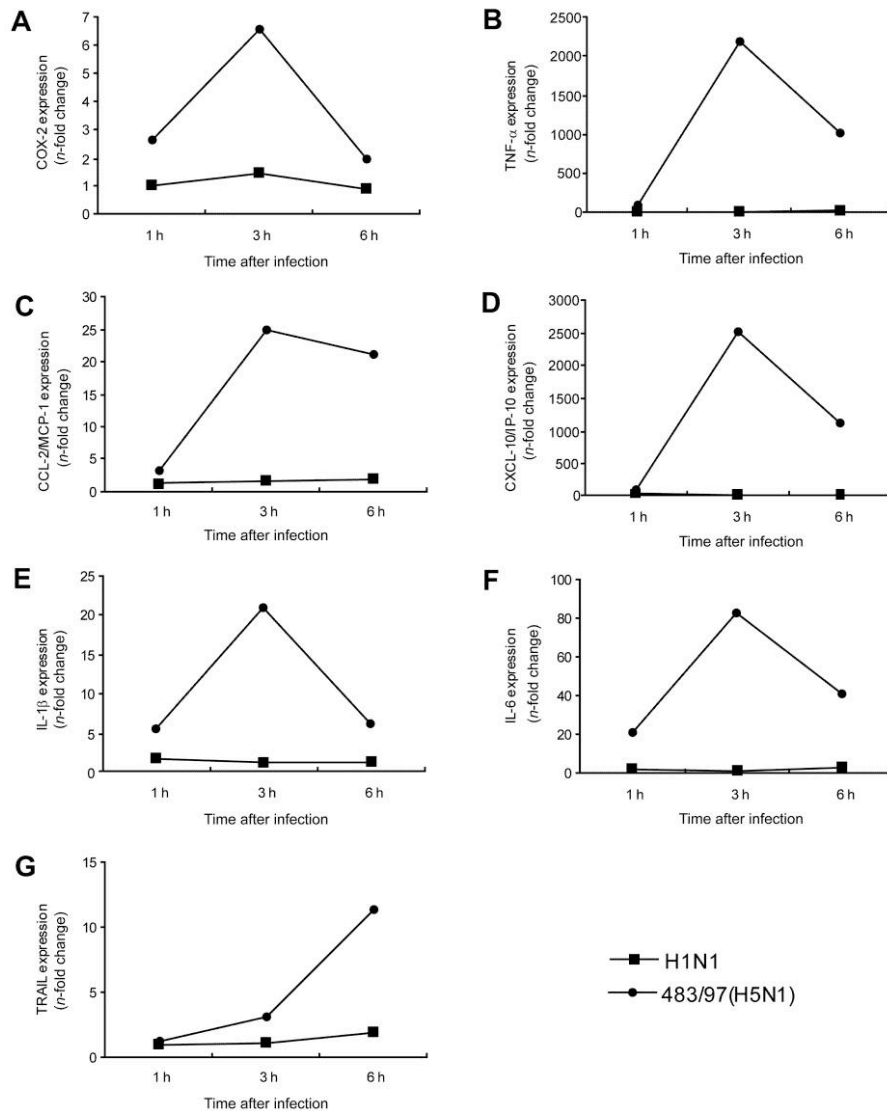 A
COX-2 expression
(n-fold change)
7
6
5
4
3
2
1
0
1 h
3 h
6 h
Time after infection
B
TNF-α expression
(n-fold change)
2500
2000
1500
1000
500
0
1 h
3 h
6 h
Time after infection
C
CCL-2/MCP-1 expression
(n-fold change)
30
25
20
15
10
5
0
1 h
3 h
6 h
Time after infection
D
CXCL-10/IP-10 expression
(n-fold change)
3000
2500
2000
1500
1000
500
0
1 h
3 h
6 h
Time after infection
E
IL-1β expression
(n-fold change)
25
20
15
10
5
0
1 h
3 h
6 h
Time after infection
F
IL-6 expression
(n-fold change)
100
80
60
40
20
0
1 h
3 h
6 h
Time after infection
G
TRAIL expression
(n-fold change)
15
10
5
0
1 h
3 h
6 h
Time after infection
H1N1
483/97(H5N1)